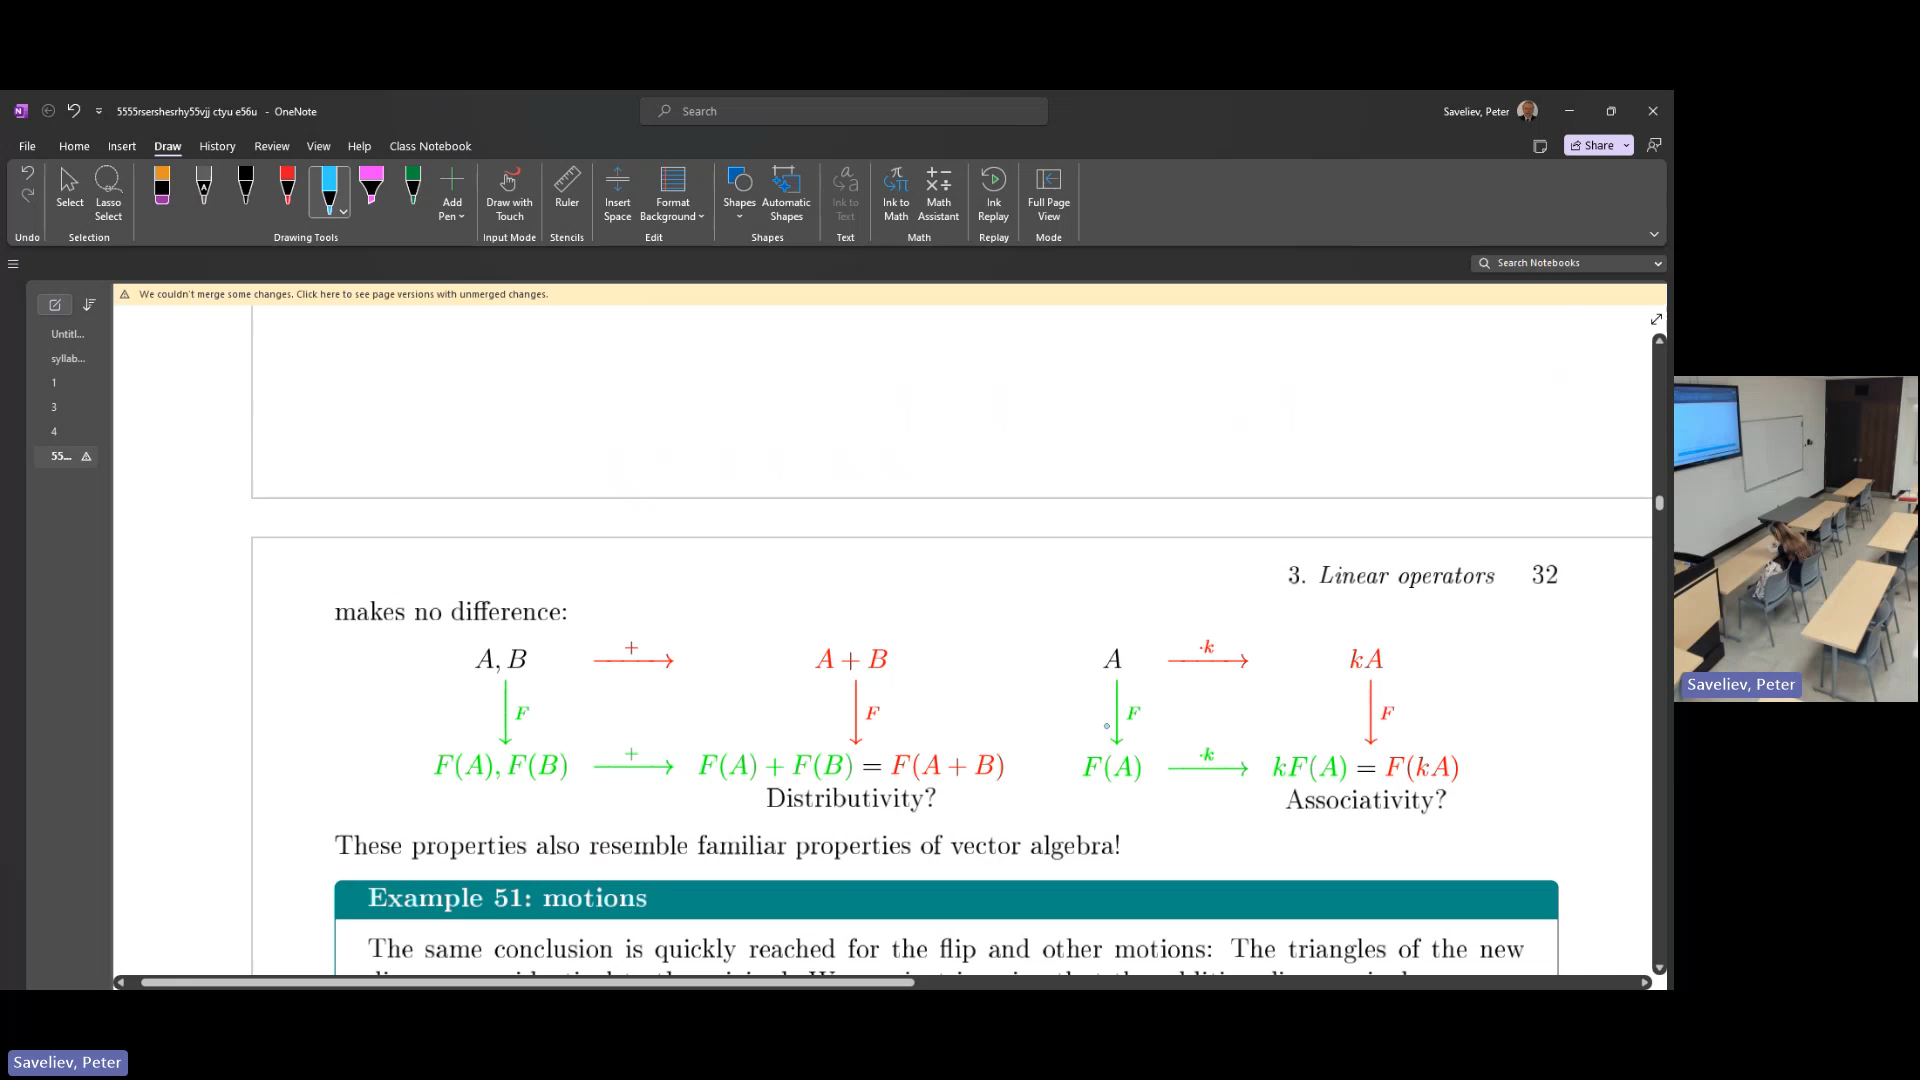 5555rsershesrhy55vjj ctyu e56u - OneNote
Search
Saveliev, Peter
File Home Insert Draw History Review View Help Class Notebook
Share
Select
Lasso Select
A
Add Pen
Draw with Touch
Ruler
Insert Space
Format Background
Shapes
Automatic Shapes
Ink to Text
Ink to Math
Math Assistant
Ink Replay
Full Page View
Undo Selection Drawing Tools Input Mode Stencils Edit Shapes Text Math Replay Mode
Search Notebooks
We couldn't merge some changes. Click here to see page versions with unmerged changes.
Untitl...
syllab...
1
3
4
55...
3. Linear operators 32
makes no difference:
A, B + A + B A ·k kA
F F F F
F(A), F(B) + F(A) + F(B) = F(A + B) F(A) ·k kF(A) = F(kA)
Distributivity? Associativity?
These properties also resemble familiar properties of vector algebra!
Example 51: motions
The same conclusion is quickly reached for the flip and other motions: The triangles of the new
Saveliev, Peter
Saveliev, Peter